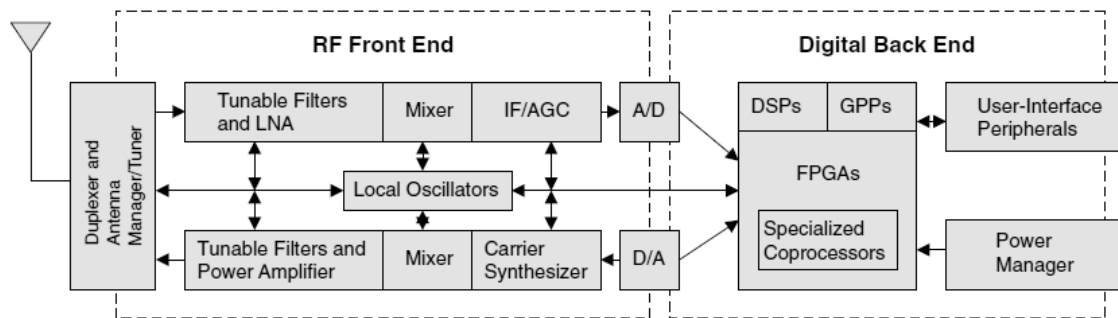 RF Front End
Digital Back End
Duplexer and
Antenna
Manager/Tuner
Tunable Filters
and LNA
Mixer
IF/AGC
A/D
DSPs
GPPs
User-Interface
Peripherals
Local Oscillators
FPGAs
Specialized
Coprocessors
Tunable Filters and
Power Amplifier
Mixer
Carrier
Synthesizer
D/A
Power
Manager